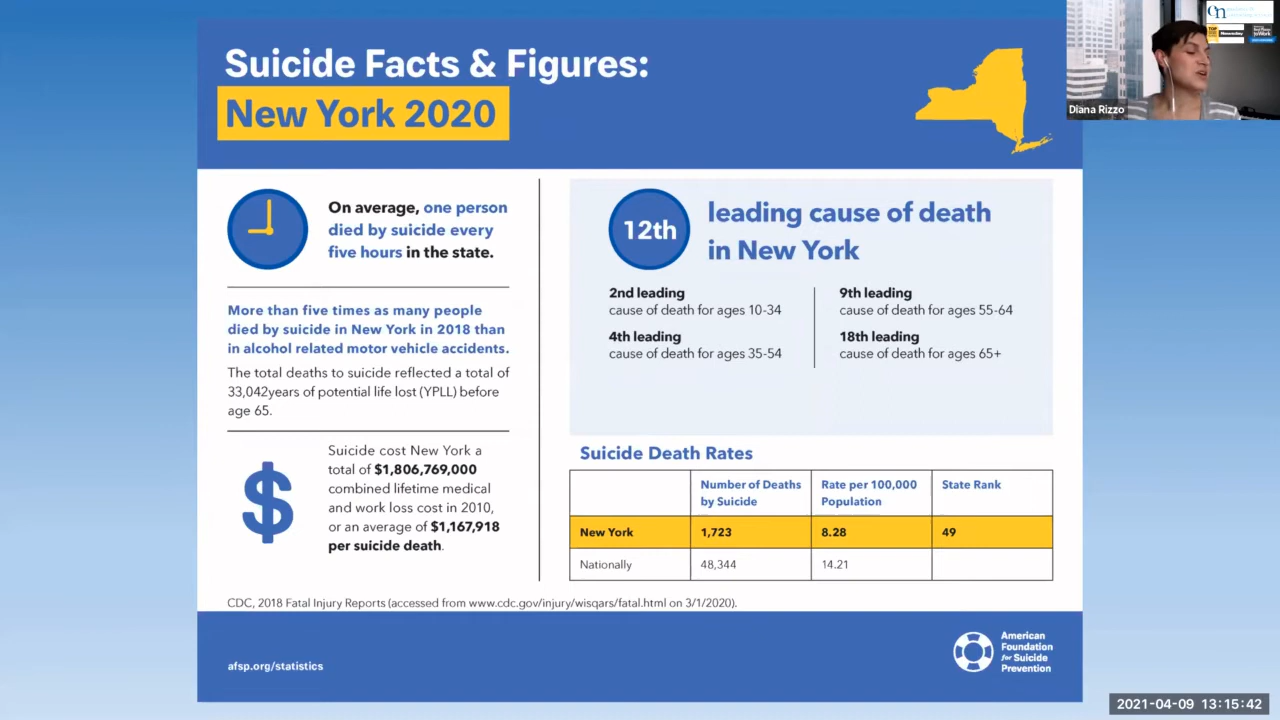 Suicide Facts & Figures:
New York 2020
Diana Rizzo
On average, one person
died by suicide every
five hours in the state.
More than five times as many people
died by suicide in New York in 2018 than
in alcohol related motor vehicle accidents.
The total deaths to suicide reflected a total of
33,042years of potential life lost (YPLL) before
age 65.
Suicide cost New York a
total of $1,806,769,000
combined lifetime medical
and work loss cost in 2010,
or an average of $1,167,918
per suicide death.
12th
leading cause of death
in New York
2nd leading
cause of death for ages 10-34
4th leading
cause of death for ages 35-54
9th leading
cause of death for ages 55-64
18th leading
cause of death for ages 65+
Suicide Death Rates
Number of Deaths
by Suicide
Rate per 100,000
Population
State Rank
New York 1,723 8.28 49
Nationally 48,344 14.21
CDC, 2018 Fatal Injury Reports (accessed from www.cdc.gov/injury/wisqars/fatal.html on 3/1/2020).
afsp.org/statistics
American
Foundation
for Suicide
Prevention
2021-04-09 13:15:42